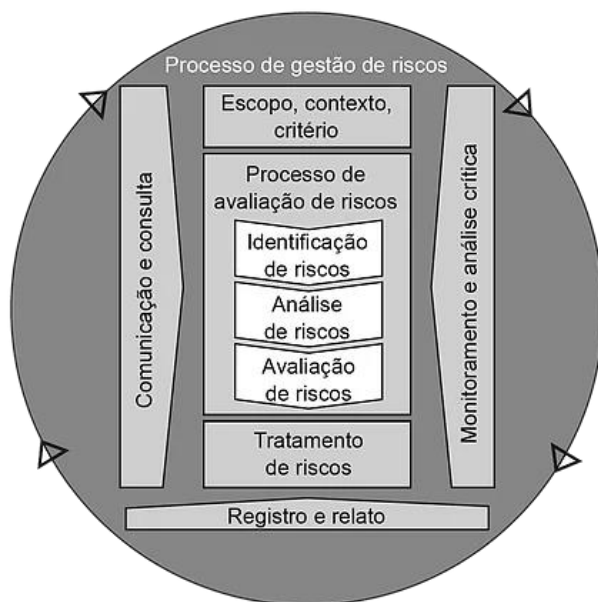 Processo de gestão de riscos
Escopo, contexto,
critério
Processo de
avaliação de riscos
Identificação
de riscos
Análise
de riscos
Avaliação
de riscos
Tratamento
de riscos
Comunicação e consulta
Monitoramento e análise crítica
Registro e relato